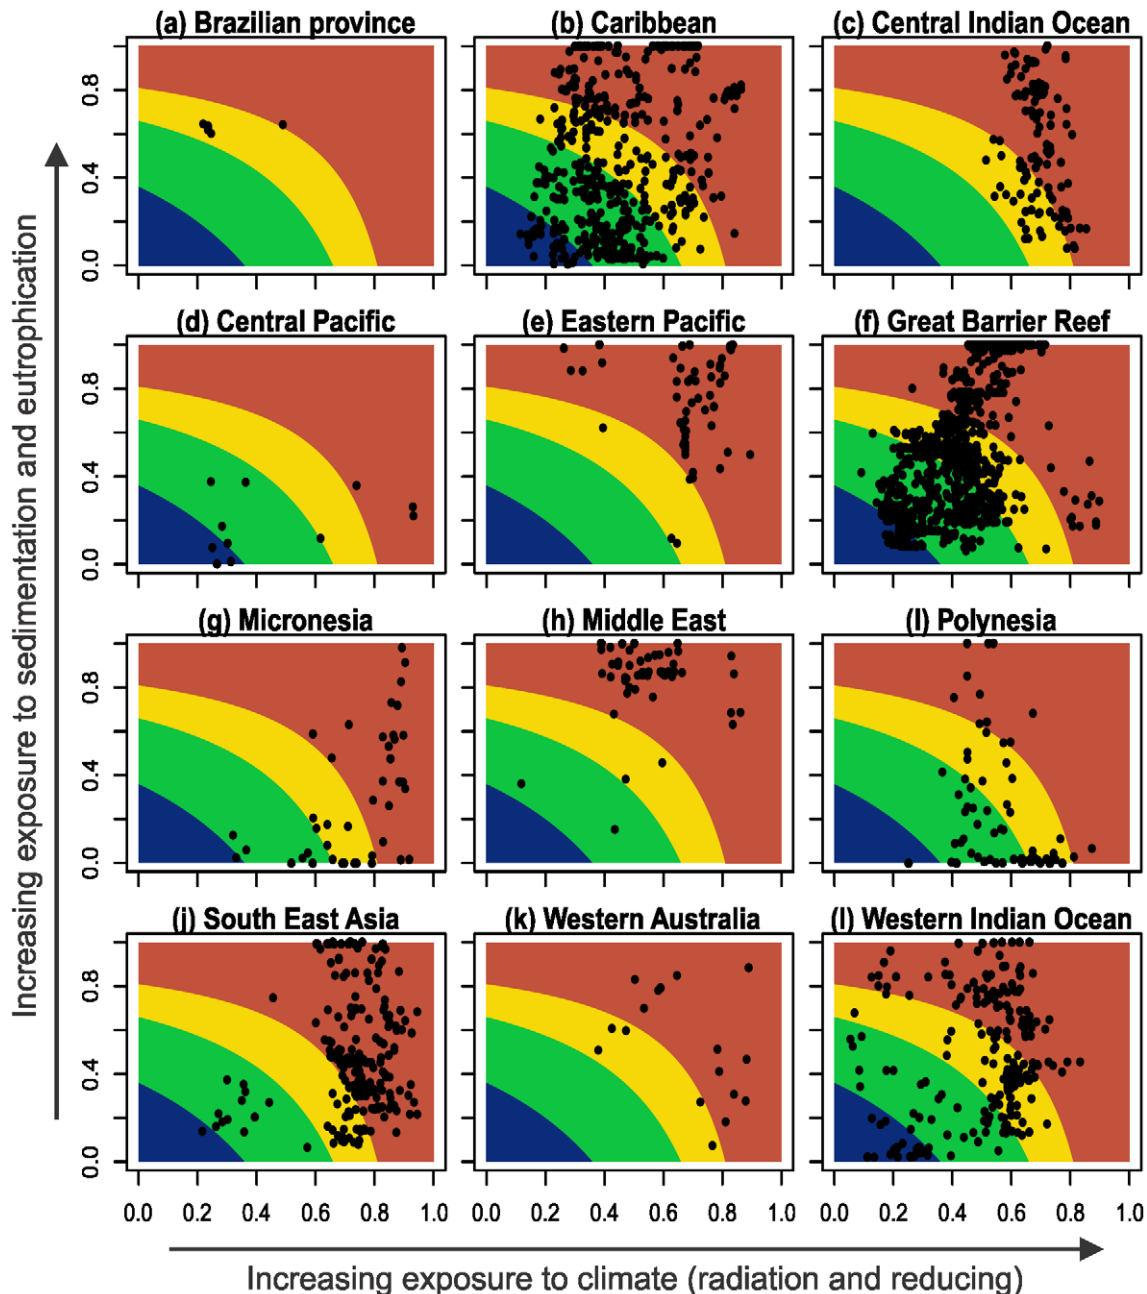 Increasing exposure to sedimentation and eutrophication
(a) Brazilian province (b) Caribbean (c) Central Indian Ocean
0.8
0.4
0.0
(d) Central Pacific (e) Eastern Pacific (f) Great Barrier Reef
0.8
0.4
0.0
(g) Micronesia (h) Middle East (I) Polynesia
0.8
0.4
0.0
(j) South East Asia (k) Western Australia (l) Western Indian Ocean
0.8
0.4
0.0
0.0 0.2 0.4 0.6 0.8 1.0 0.0 0.2 0.4 0.6 0.8 1.0 0.0 0.2 0.4 0.6 0.8 1.0
Increasing exposure to climate (radiation and reducing)